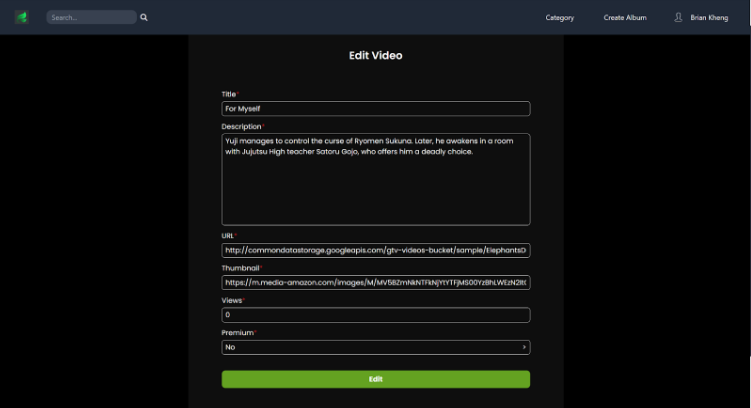 Search...
Category
Create Album
Brian Kheng
Edit Video
Title*
For Myself
Description*
Yuji manages to control the curse of Ryomen Sukuna. Later, he awakens in a room
with Jujutsu High teacher Satoru Gojo, who offers him a deadly choice.
URL*
http://commondatastorage.googleapis.com/gtv-videos-bucket/sample/ElephantsD
Thumbnail*
https://m.media-amazon.com/images/M/
Views*
0
Premium*
No
Edit